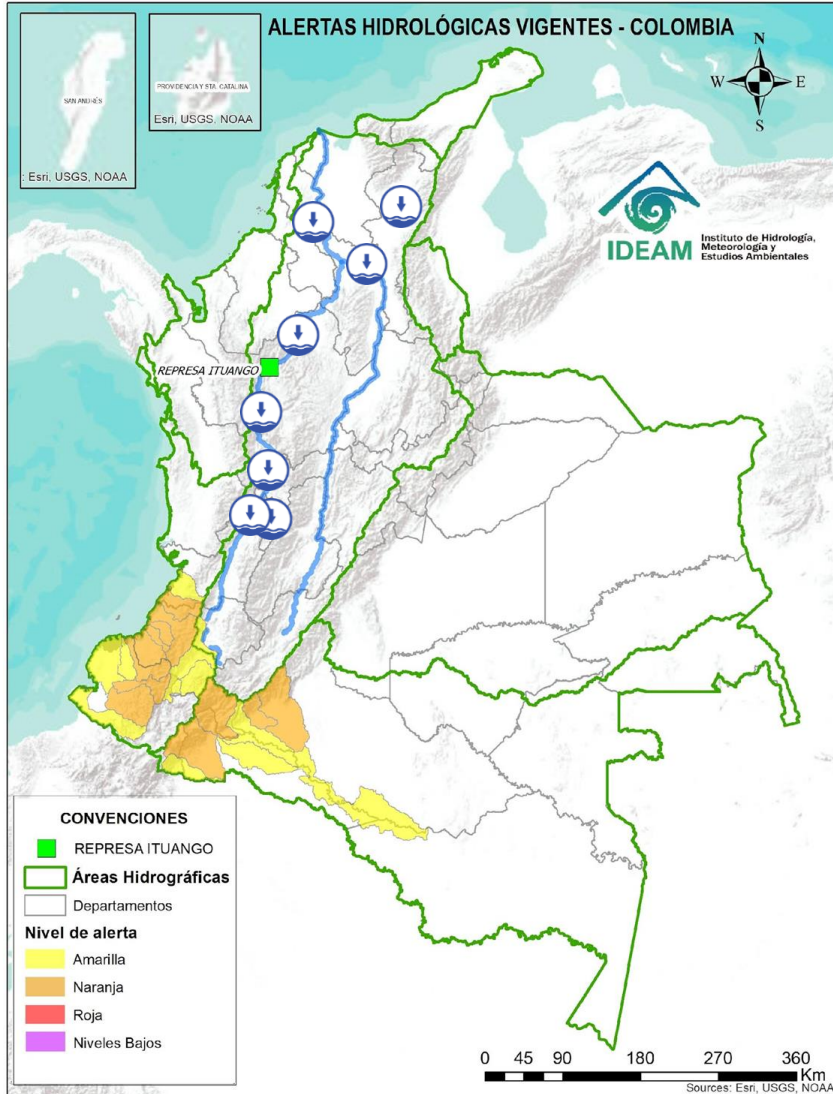 ALERTAS HIDROLÓGICAS VIGENTES - COLOMBIA
SAN ANDRÉS
: Esri, USGS, NOAA
PROVIDENCIA Y STA. CATALINA
Esri, USGS, NOAA
N
W
E
S
IDEAM
Instituto de Hidrología,
Meteorología y
Estudios Ambientales
REPRESA ITUANGO
CONVENCIONES
REPRESA ITUANGO
Áreas Hidrográficas
Departamentos
Nivel de alerta
Amarilla
Naranja
Roja
Niveles Bajos
0 45 90 180 270 360
Km
Sources: Esri, USGS, NOAA